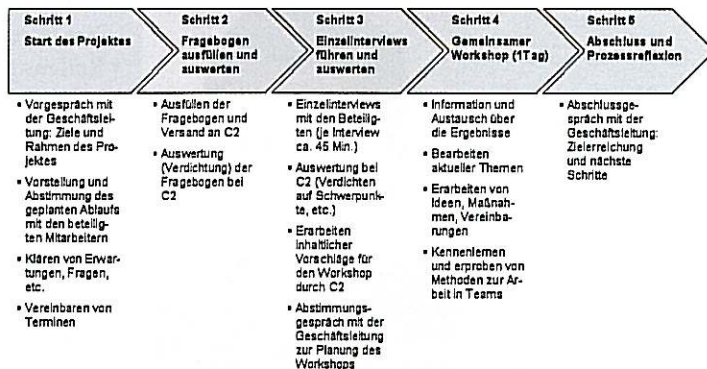 Schritt 1
Start des Projektes
Schritt 2
Fragebogen
ausfüllen und
auswerten
Schritt 3
Einzelinterviews
führen und
auswerten
Schritt 4
Gemeinsamer
Workshop (1Tag)
Schritt 5
Abschluss und
Prozessreflexion
▪ Vorgespräch mit
der Geschäftslei-
tung: Ziele und
Rahmen des Pro-
jektes
▪ Vorstellung und
Abstimmung des
geplanten Ablaufs
mit den beteilig-
ten Mitarbeitern
▪ Klären von Erwar-
tungen, Fragen,
etc.
▪ Vereinbaren von
Terminen
▪ Ausfüllen der
Fragebogen und
Versand an C2
▪ Auswertung
(Verdichtung) der
Fragebogen bei
C2
▪ Einzelinterviews
mit den Beteilig-
ten (je Interview
ca. 45 Min.)
▪ Auswertung bei
C2 (Verdichten
auf Schwerpunk-
te, etc.)
▪ Erarbeiten
inhaltlicher
Vorschläge für
den Workshop
durch C2
▪ Abstimmungs-
gespräch mit der
Geschäftsleitung
zur Planung des
Workshops
▪ Information und
Austausch über
die Ergebnisse
▪ Bearbeiten
aktueller Themen
▪ Erarbeiten von
Ideen, Maßnah-
men, Vereinba-
rungen
▪ Kennenlernen
und erproben von
Methoden zur Ar-
beit in Teams
▪ Abschlussge-
spräch mit der
Geschäftsleitung:
Zielerreichung
und nächste
Schritte